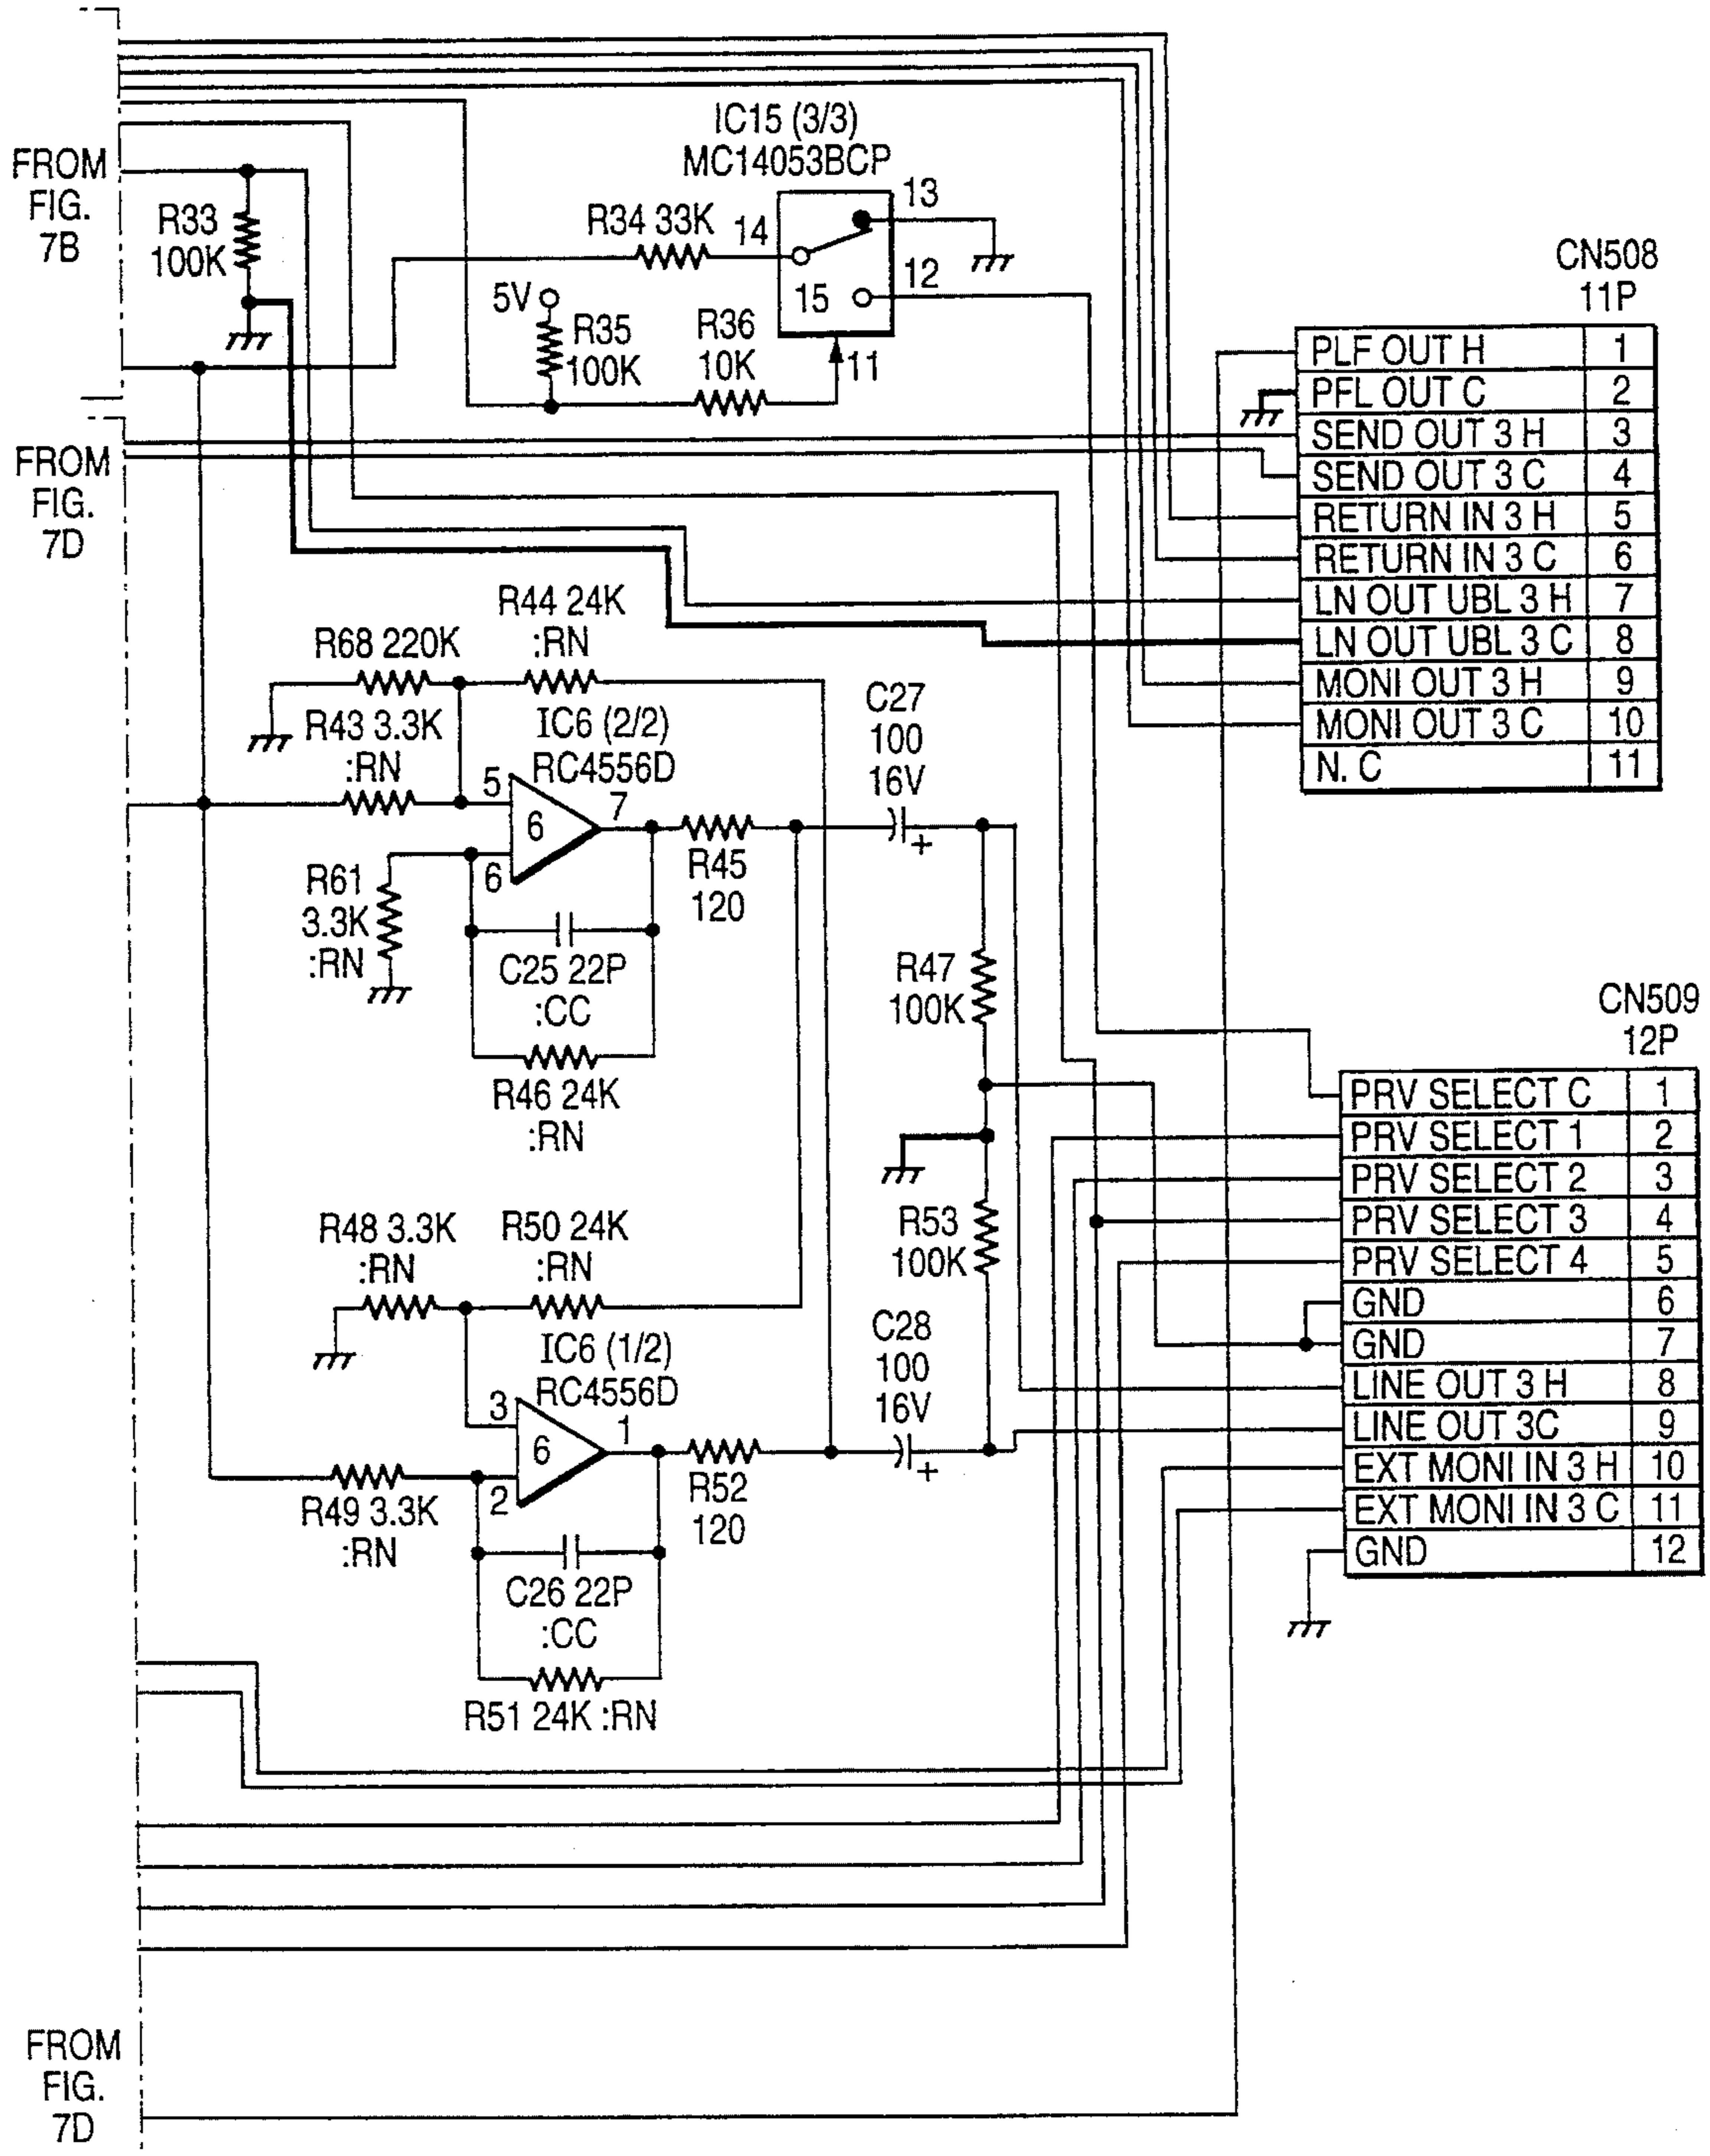 FROM
FIG.
7B
R33
100K
IC15 (3/3)
MC14053BCP
R34 33K
14
13
12
15
11
5V
R35
100K
R36
10K
FROM
FIG.
7D
CN508
11P
PLF OUT H 1
PFL OUT C 2
SEND OUT 3 H 3
SEND OUT 3 C 4
RETURN IN 3 H 5
RETURN IN 3 C 6
LN OUT UBL 3 H 7
LN OUT UBL 3 C 8
MONI OUT 3 H 9
MONI OUT 3 C 10
N. C 11
R44 24K
:RN
R68 220K
R43 3.3K
:RN
IC6 (2/2)
RC4556D
5
6
7
6
R61
3.3K
:RN
C25 22P
:CC
R46 24K
:RN
R45
120
C27
100
16V
+
R47
100K
R53
100K
C28
100
16V
+
R48 3.3K
:RN
R50 24K
:RN
IC6 (1/2)
RC4556D
3
6
1
2
R49 3.3K
:RN
R52
120
C26 22P
:CC
R51 24K :RN
CN509
12P
PRV SELECT C 1
PRV SELECT 1 2
PRV SELECT 2 3
PRV SELECT 3 4
PRV SELECT 4 5
GND 6
GND 7
LINE OUT 3 H 8
LINE OUT 3C 9
EXT MONI IN 3 H 10
EXT MONI IN 3 C 11
GND 12
FROM
FIG.
7D